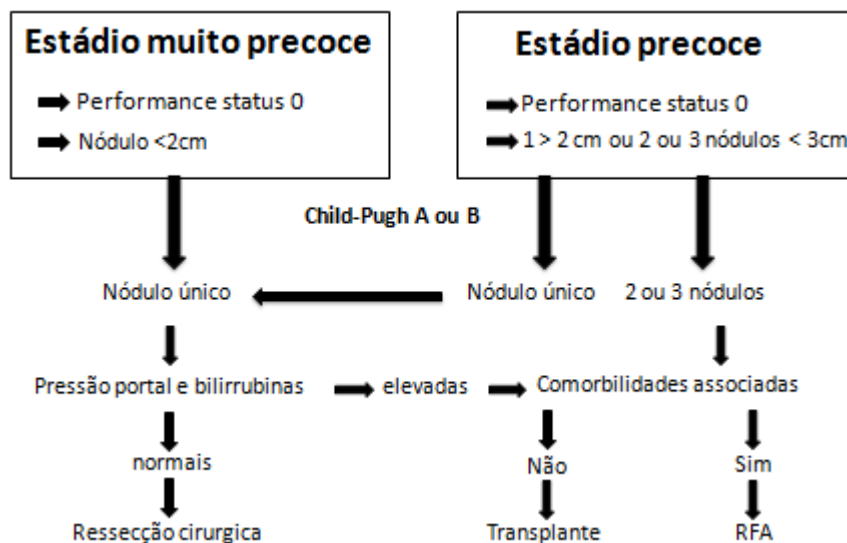 Estádio muito precoce
Performance status 0
Nódulo <2cm
Estádio precoce
Performance status 0
1 > 2 cm ou 2 ou 3 nódulos < 3cm
Child-Pugh A ou B
Nódulo único
Nódulo único
2 ou 3 nódulos
Pressão portal e bilirrubinas
elevadas
Comorbilidades associadas
normais
Não
Sim
Ressecção cirurgica
Transplante
RFA